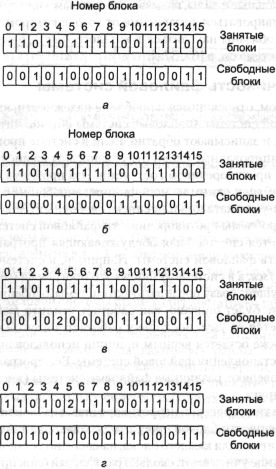 Номер блока
0 1 2 3 4 5 6 7 8 9 10 11 12 13 14 15
1 1 0 1 0 1 1 1 1 0 0 1 1 1 0 0 Занятые
блоки
0 0 1 0 1 0 0 0 0 1 1 0 0 0 1 1 Свободные
блоки
а
Номер блока
0 1 2 3 4 5 6 7 8 9 10 11 12 13 14 15
1 1 0 1 0 1 1 1 1 0 0 1 1 1 0 0 Занятые
блоки
0 0 0 0 1 0 0 0 0 1 1 0 0 0 1 1 Свободные
блоки
б
0 1 2 3 4 5 6 7 8 9 10 11 12 13 14 15
1 1 0 1 0 1 1 1 1 0 0 1 1 1 0 0 Занятые
блоки
0 0 1 0 2 0 0 0 0 1 1 0 0 0 1 1 Свободные
блоки
в
0 1 2 3 4 5 6 7 8 9 10 11 12 13 14 15
1 1 0 1 0 2 1 1 1 0 0 1 1 1 0 0 Занятые
блоки
0 0 1 0 1 0 0 0 0 1 1 0 0 0 1 1 Свободные
блоки
г